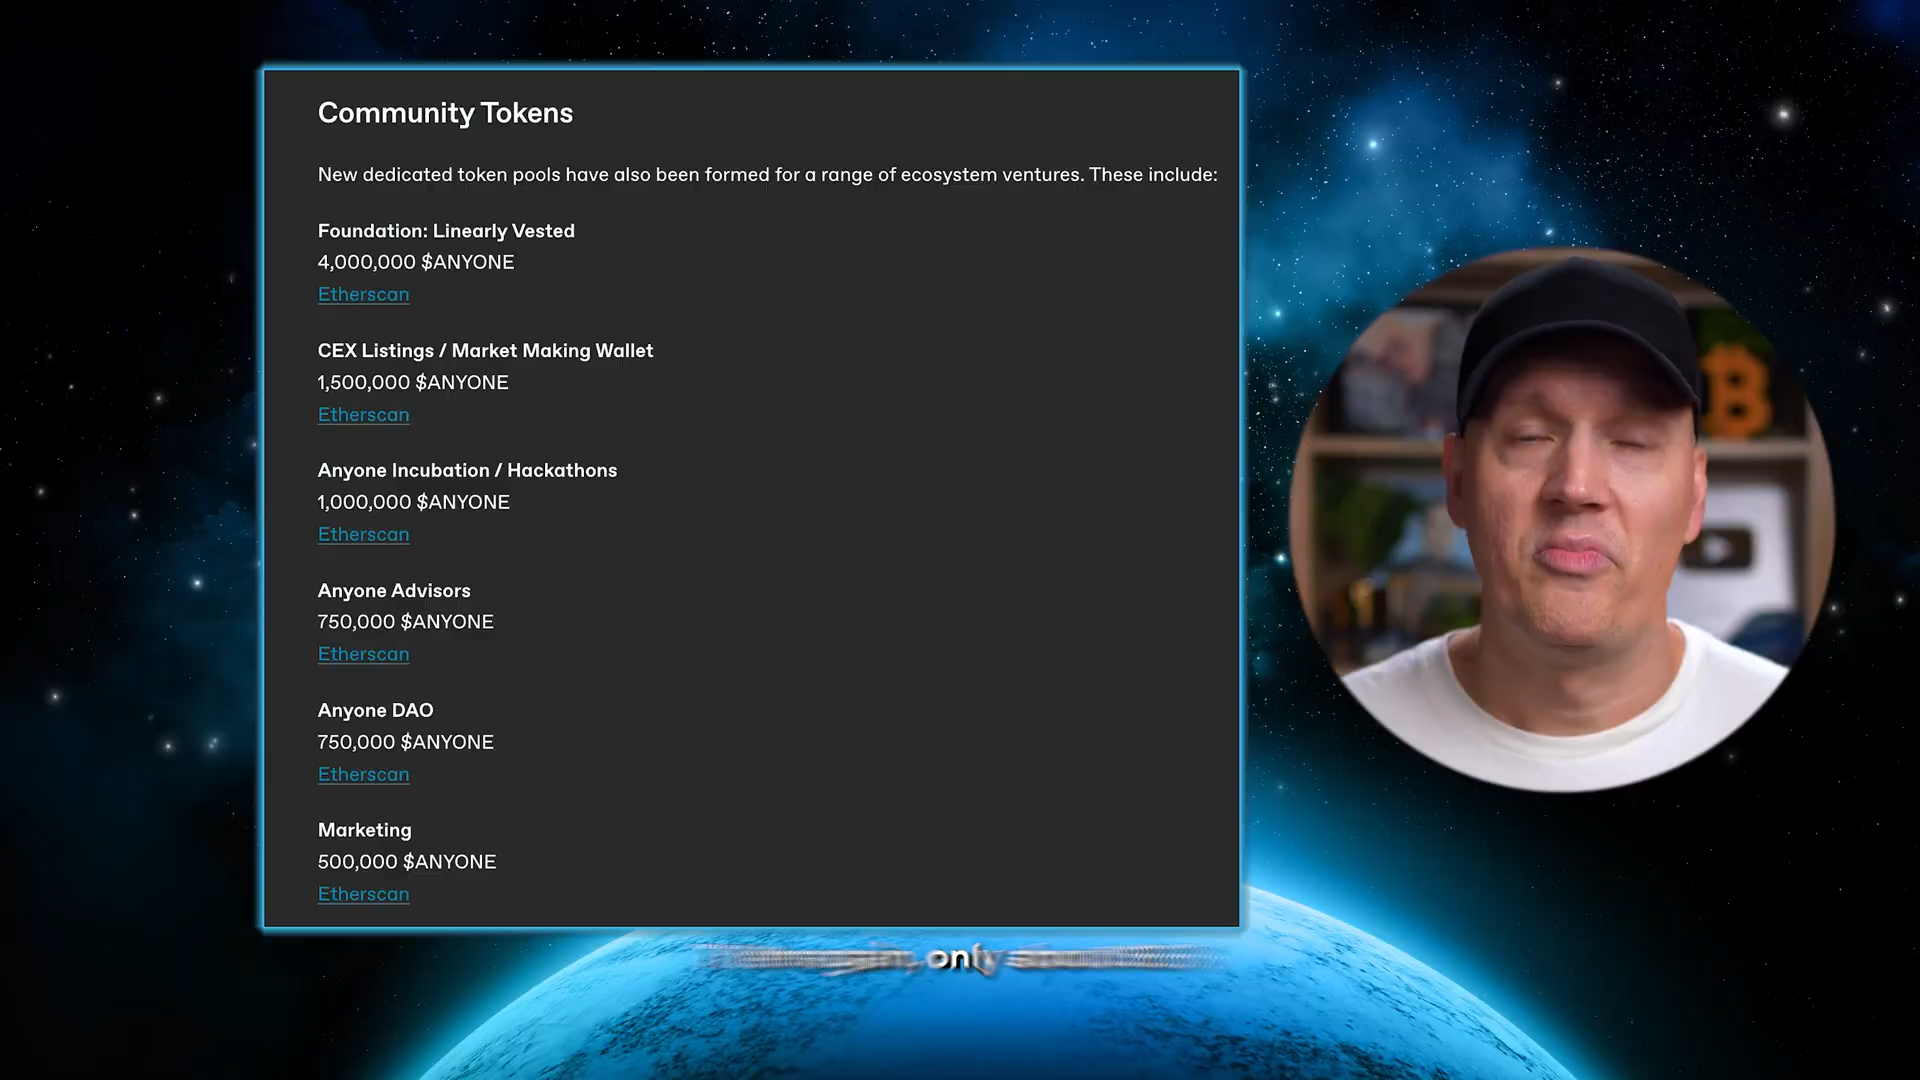 Community Tokens
New dedicated token pools have also been formed for a range of ecosystem ventures. These include:
Foundation: Linearly Vested
4,000,000 $ANYONE
Etherscan
CEX Listings / Market Making Wallet
1,500,000 $ANYONE
Etherscan
Anyone Incubation / Hackathons
1,000,000 $ANYONE
Etherscan
Anyone Advisors
750,000 $ANYONE
Etherscan
Anyone DAO
750,000 $ANYONE
Etherscan
Marketing
500,000 $ANYONE
Etherscan
only